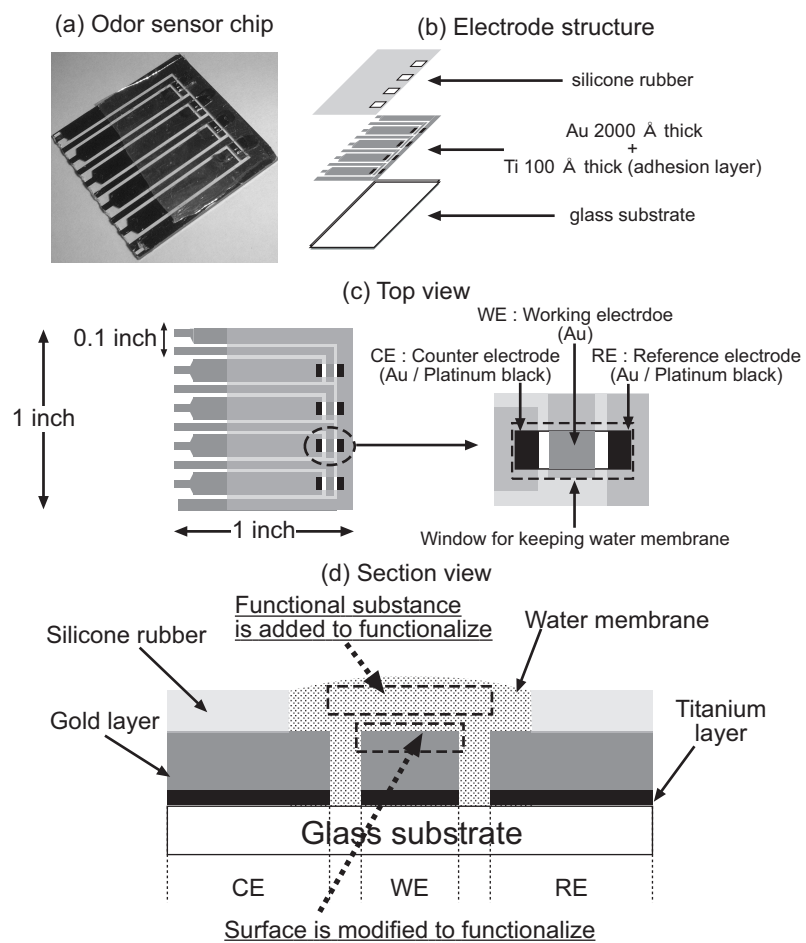 (a) Odor sensor chip
(b) Electrode structure
silicone rubber
Au 2000 Å thick
+
Ti 100 Å thick (adhesion layer)
glass substrate
(c) Top view
0.1 inch
1 inch
1 inch
WE : Working electrdoe
(Au)
CE : Counter electrode
(Au / Platinum black)
RE : Reference electrode
(Au / Platinum black)
Window for keeping water membrane
(d) Section view
Functional substance
is added to functionalize
Water membrane
Silicone rubber
Gold layer
Titanium
layer
Glass substrate
CE
WE
RE
Surface is modified to functionalize